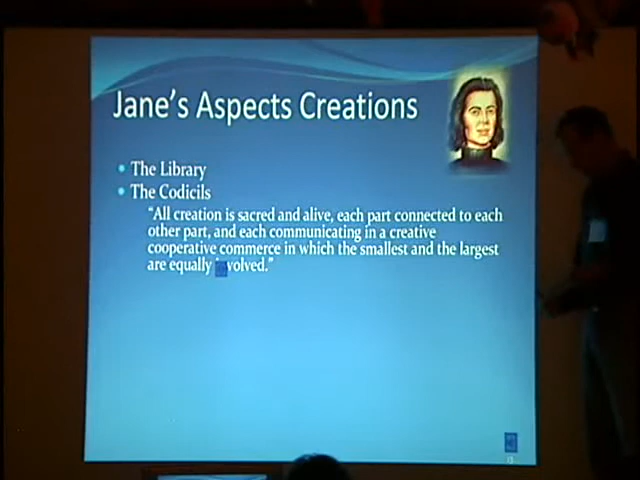 Jane's Aspects Creations
• The Library
• The Codicils
"All creation is sacred and alive, each part connected to each
other part, and each communicating in a creative
cooperative commerce in which the smallest and the largest
are equally involved."